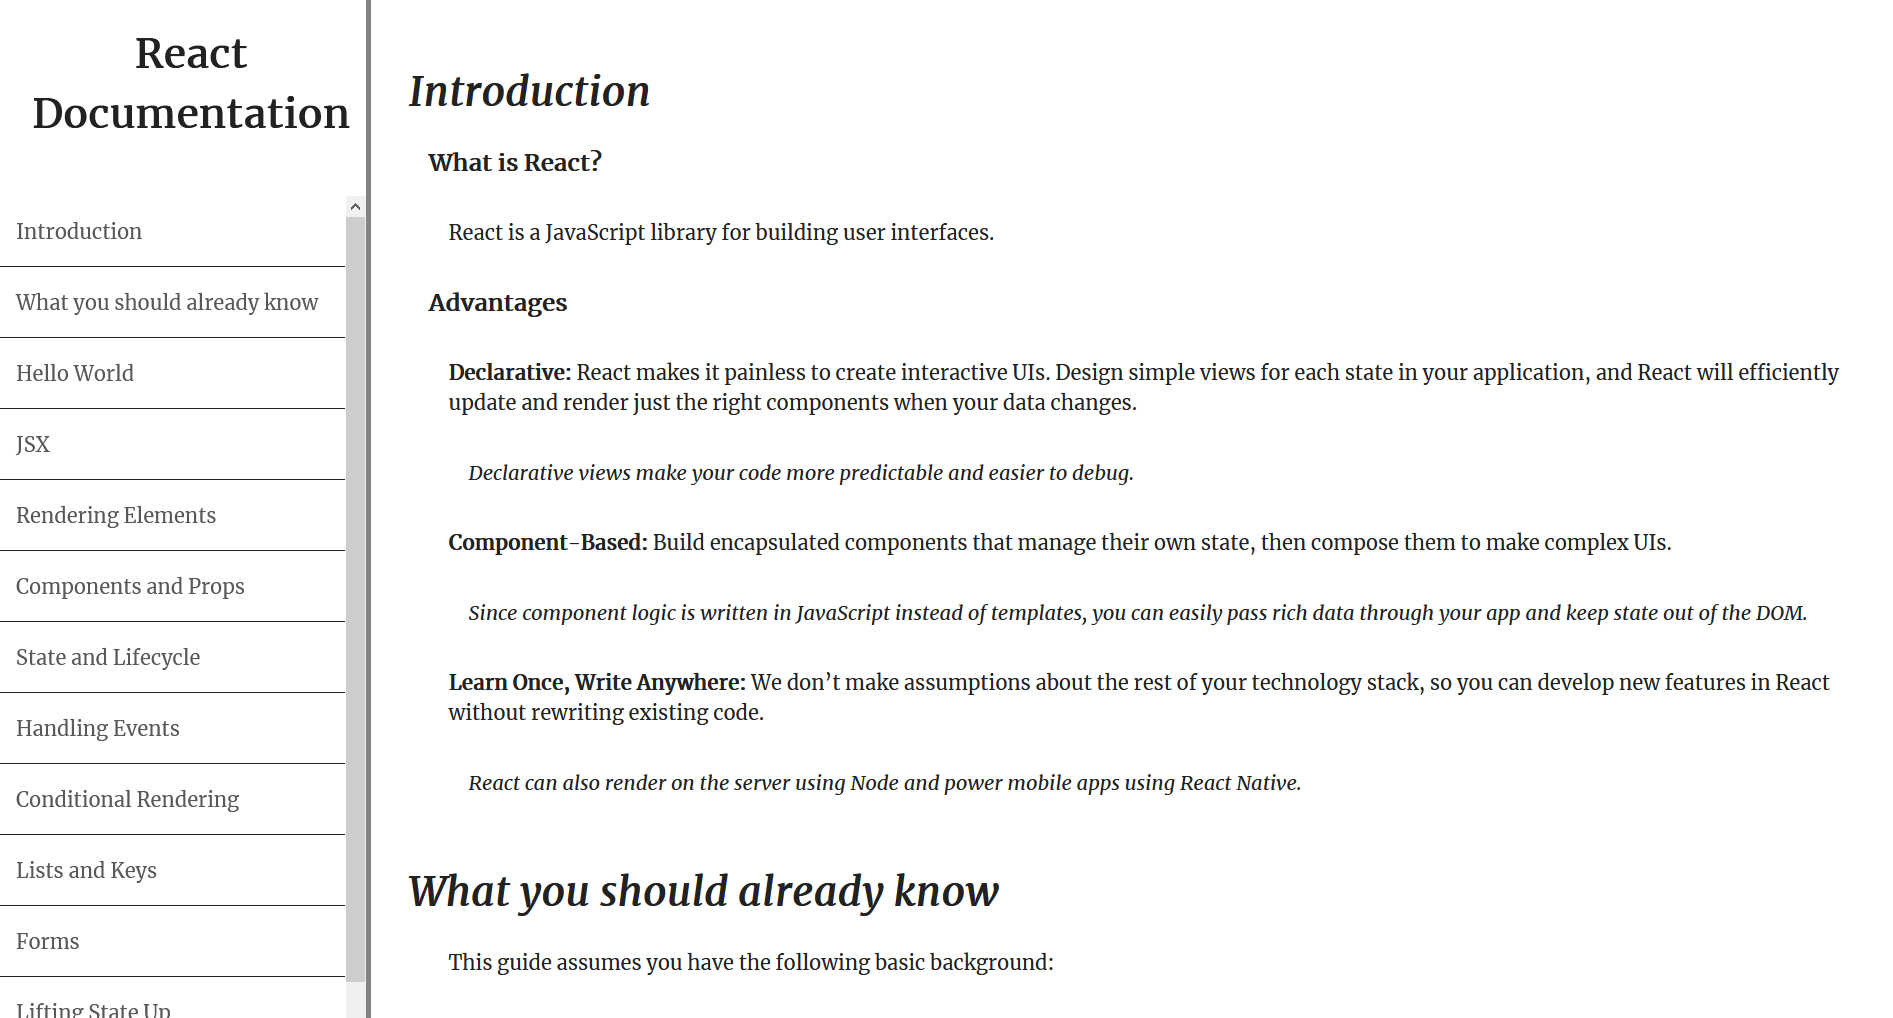 React
Documentation
Introduction
What you should already know
Hello World
JSX
Rendering Elements
Components and Props
State and Lifecycle
Handling Events
Conditional Rendering
Lists and Keys
Forms
Lifting State Up
Introduction
What is React?
React is a JavaScript library for building user interfaces.
Advantages
Declarative: React makes it painless to create interactive UIs. Design simple views for each state in your application, and React will efficiently
update and render just the right components when your data changes.
Declarative views make your code more predictable and easier to debug.
Component-Based: Build encapsulated components that manage their own state, then compose them to make complex UIs.
Since component logic is written in JavaScript instead of templates, you can easily pass rich data through your app and keep state out of the DOM.
Learn Once, Write Anywhere: We don’t make assumptions about the rest of your technology stack, so you can develop new features in React
without rewriting existing code.
React can also render on the server using Node and power mobile apps using React Native.
What you should already know
This guide assumes you have the following basic background: